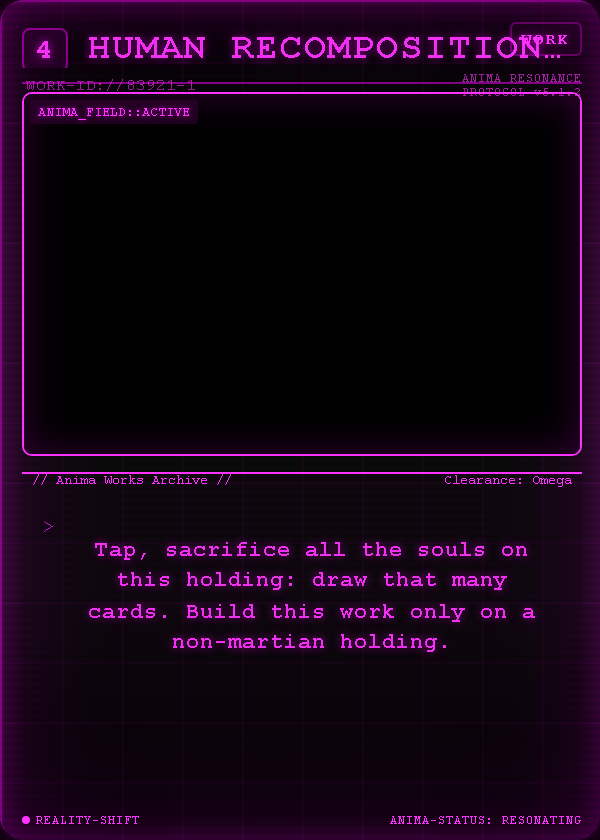 4 HUMAN RECOMPOSITION…
WORK
WORK-ID://83921-1
ANIMA RESONANCE
PROTOCOL v5.1.2
ANIMA_FIELD::ACTIVE
// Anima Works Archive //
Clearance: Omega
>
Tap, sacrifice all the souls on
this holding: draw that many
cards. Build this work only on a
non-martian holding.
REALITY-SHIFT
ANIMA-STATUS: RESONATING